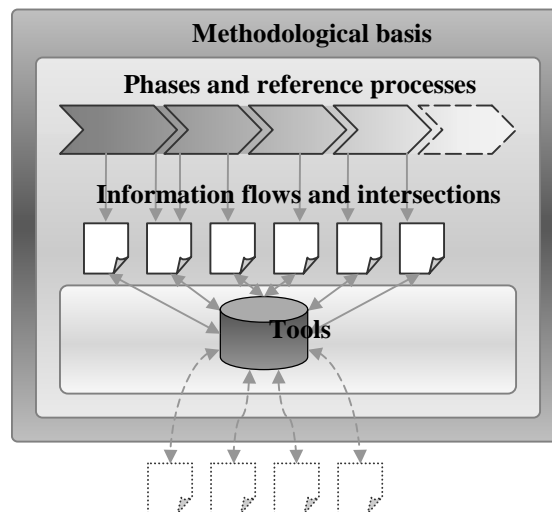 Methodological basis
Phases and reference processes
Information flows and intersections
Tools